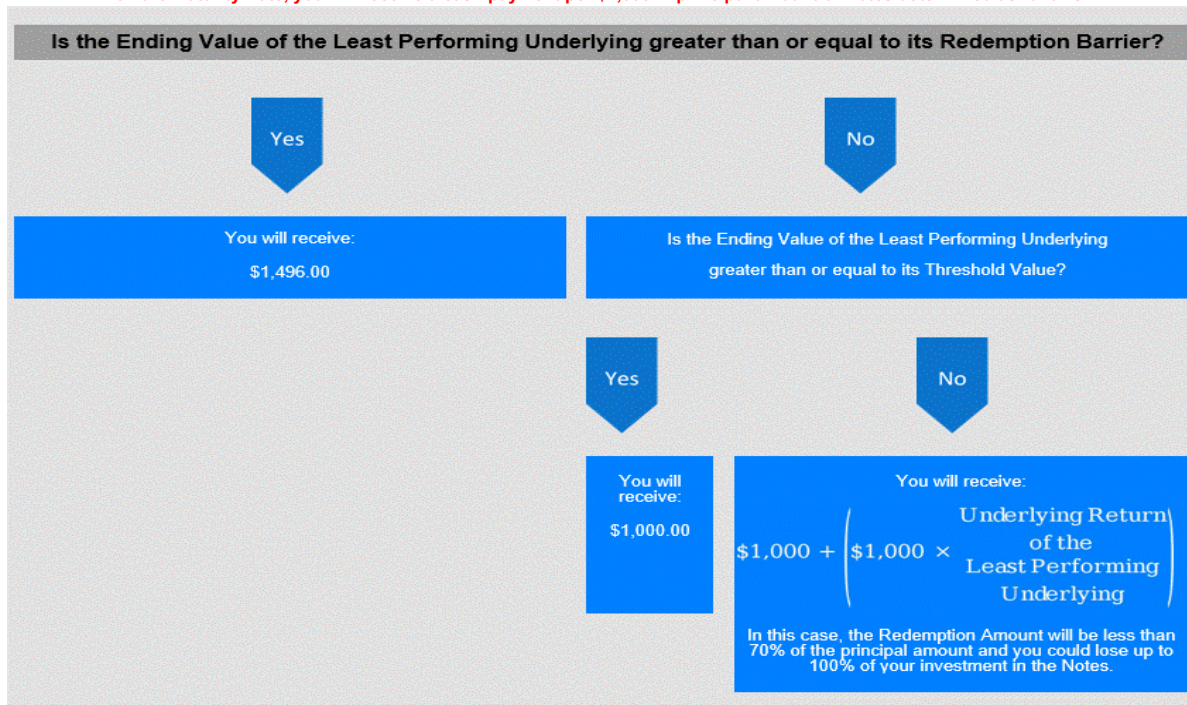 Is the Ending Value of the Least Performing Underlying greater than or equal to its Redemption Barrier?
Yes
No
You will receive:
$1,496.00
Is the Ending Value of the Least Performing Underlying
greater than or equal to its Threshold Value?
Yes
No
You will
receive:
$1,000.00
You will receive:
$1,000 + ($1,000 × Underlying Return
of the
Least Performing
Underlying)
In this case, the Redemption Amount will be less than
70% of the principal amount and you could lose up to
100% of your investment in the Notes.